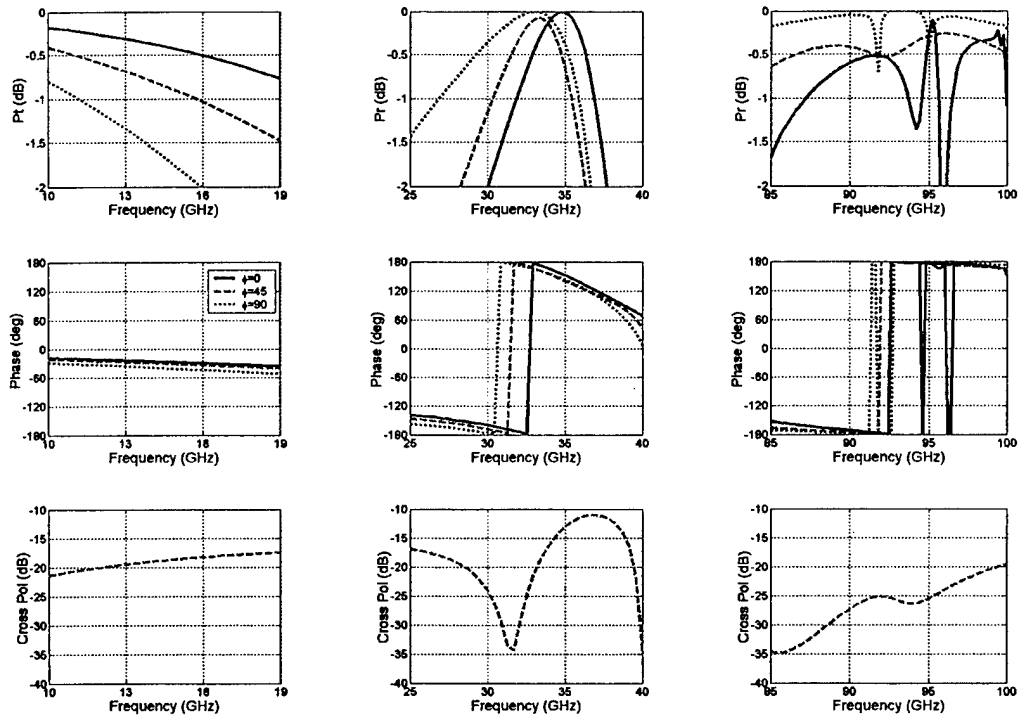 0 0 0
-0.5 -0.5 -0.5
-1 -1 -1
-1.5 -1.5 -1.5
-2 -2 -2
Pt (dB) Pr (dB) Pr (dB)
10 13 16 19 25 30 35 40 85 90 95 100
Frequency (GHz) Frequency (GHz) Frequency (GHz)
180 180 180
120 120 120
60 60 60
0 0 0
-60 -60 -60
-120 -120 -120
-180 -180 -180
Phase (deg) Phase (deg) Phase (deg)
ϕ=0
ϕ=45
ϕ=90
10 13 16 19 25 30 35 40 85 90 95 100
Frequency (GHz) Frequency (GHz) Frequency (GHz)
-10 -10 -10
-15 -15 -15
-20 -20 -20
-25 -25 -25
-30 -30 -30
-35 -35 -35
-40 -40 -40
Cross Pol (dB) Cross Pol (dB) Cross Pol (dB)
10 13 16 19 25 30 35 40 85 90 95 100
Frequency (GHz) Frequency (GHz) Frequency (GHz)